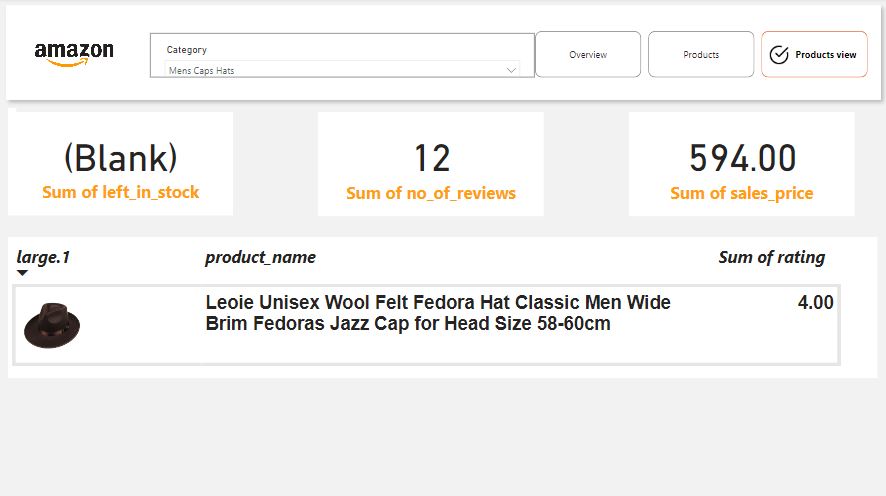 amazon
Category
Mens Caps Hats
Overview
Products
Products view
(Blank)
Sum of left_in_stock
12
Sum of no_of_reviews
594.00
Sum of sales_price
large.1
product_name
Sum of rating
Leoie Unisex Wool Felt Fedora Hat Classic Men Wide
Brim Fedoras Jazz Cap for Head Size 58-60cm
4.00